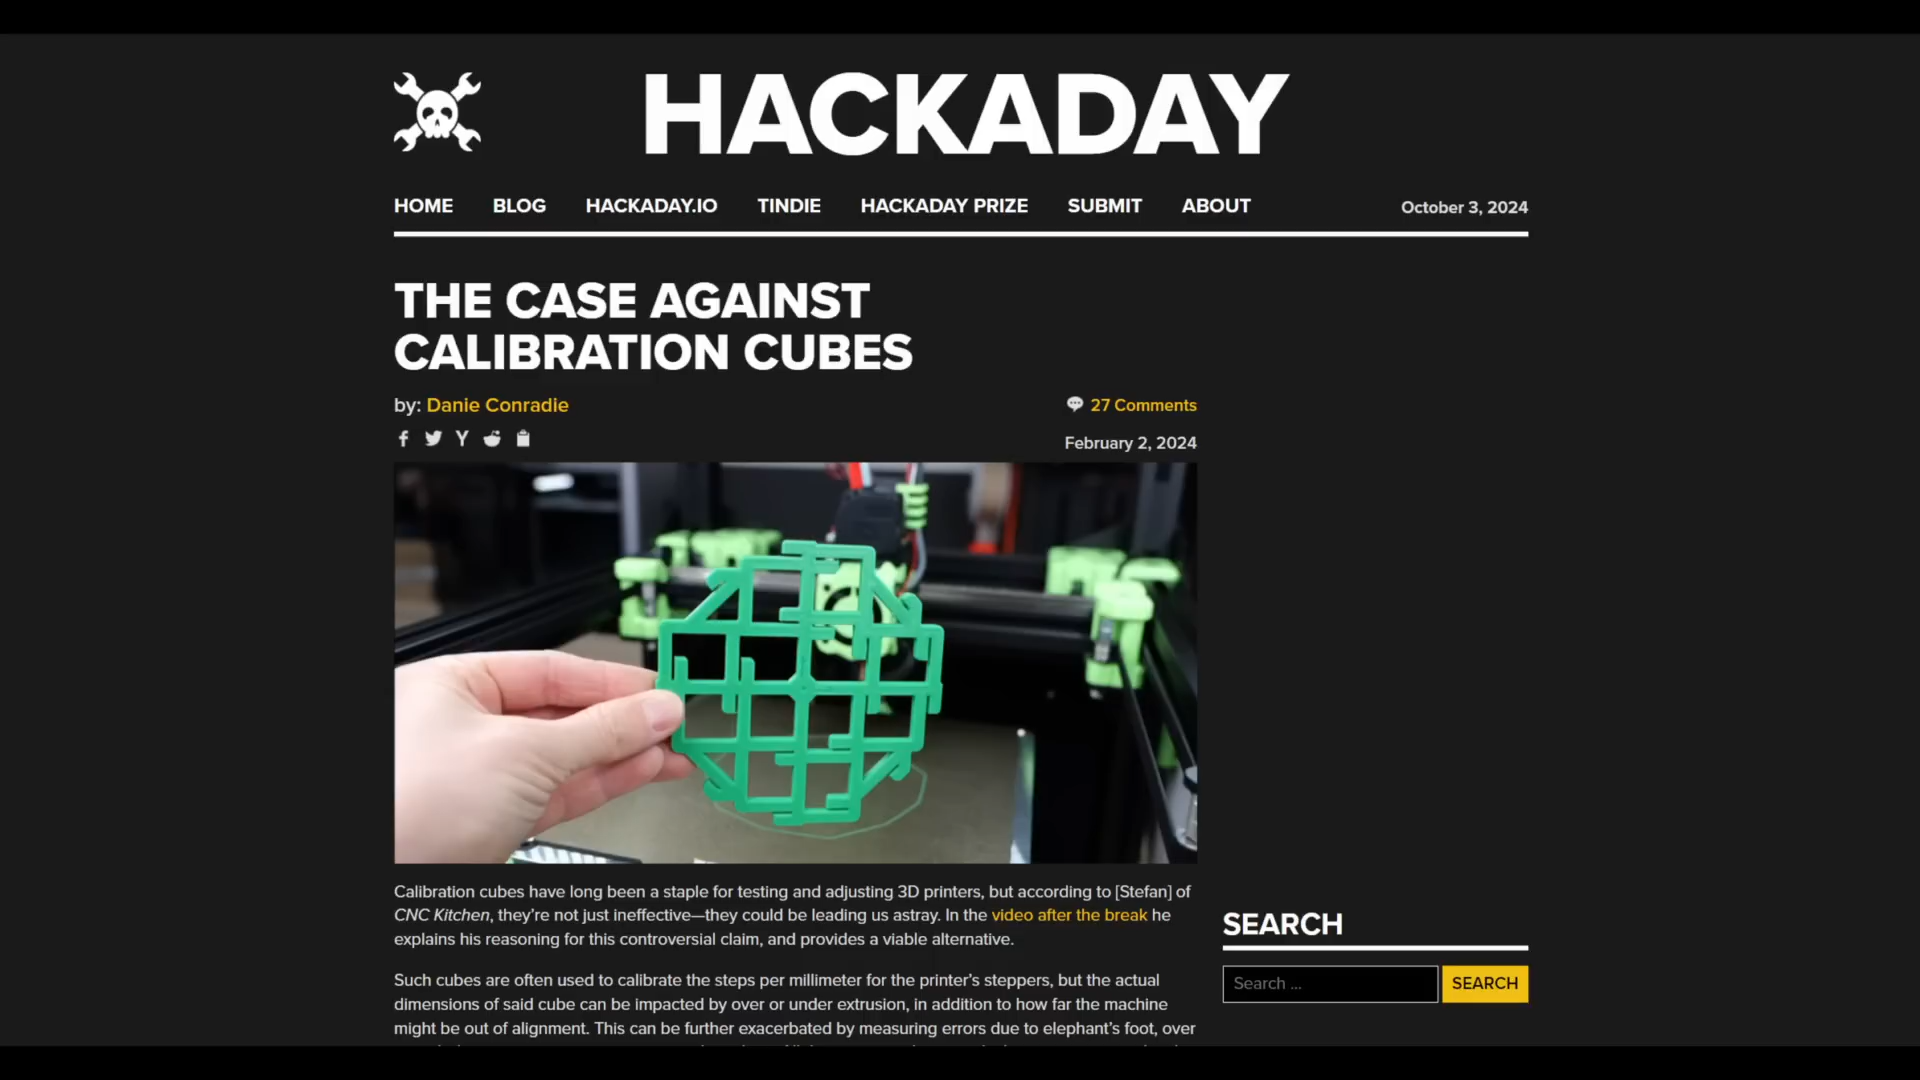 HACKADAY
HOME BLOG HACKADAY.IO TINDIE HACKADAY PRIZE SUBMIT ABOUT October 3, 2024
THE CASE AGAINST
CALIBRATION CUBES
by: Danie Conradie 27 Comments
February 2, 2024
Calibration cubes have long been a staple for testing and adjusting 3D printers, but according to [Stefan] of
CNC Kitchen, they’re not just ineffective—they could be leading us astray. In the video after the break he
explains his reasoning for this controversial claim, and provides a viable alternative.
Such cubes are often used to calibrate the steps per millimeter for the printer’s steppers, but the actual
dimensions of said cube can be impacted by over or under extrusion, in addition to how far the machine
might be out of alignment. This can be further exacerbated by measuring errors due to elephant’s foot, over
SEARCH
Search ... SEARCH